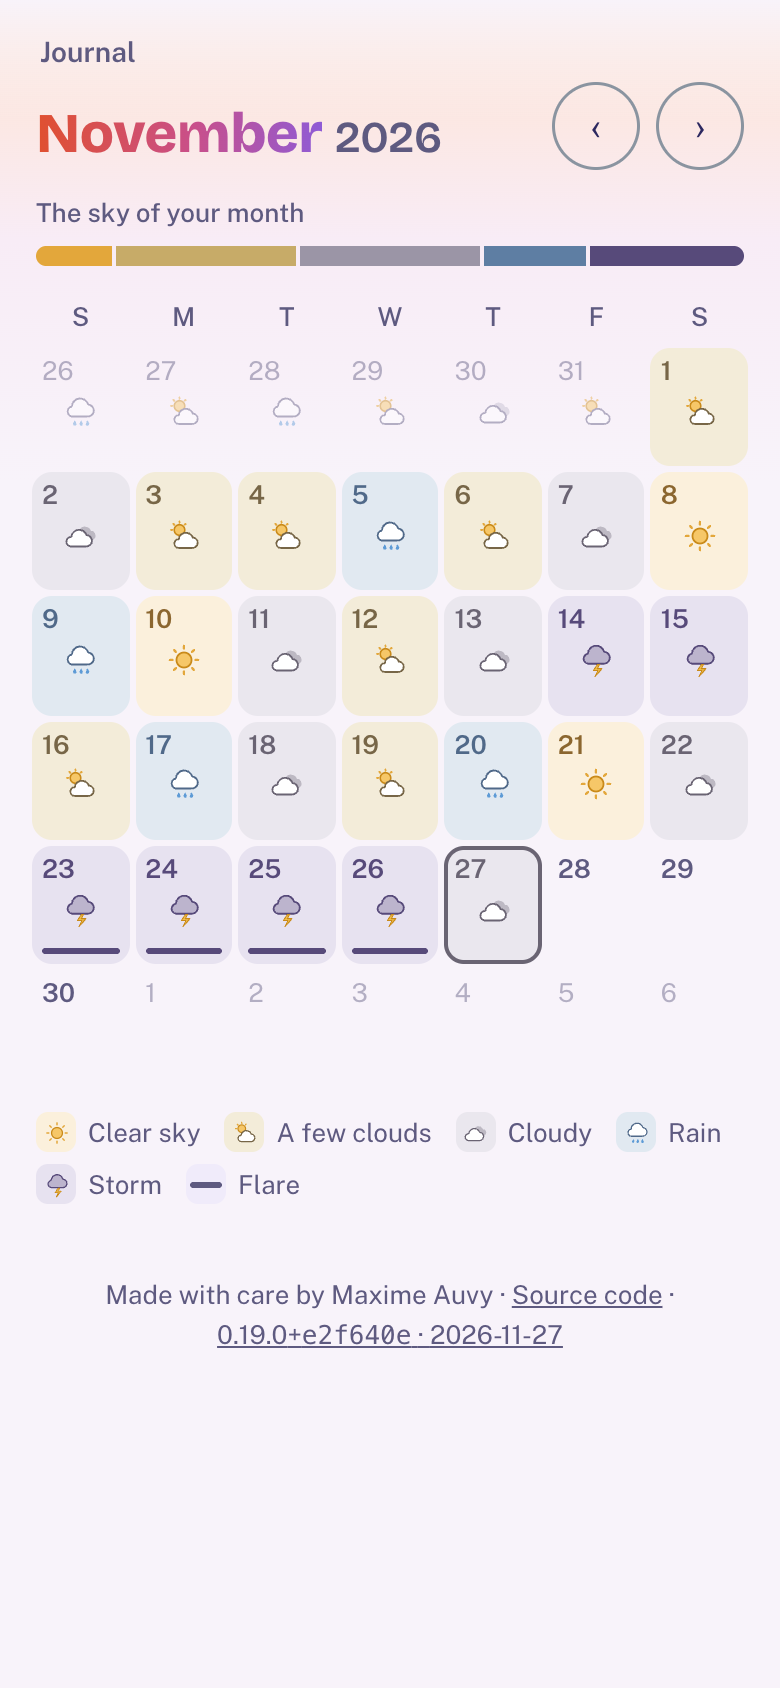 Journal
November 2026
‹ ›
The sky of your month
S M T W T F S
26 27 28 29 30 31 1
2 3 4 5 6 7 8
9 10 11 12 13 14 15
16 17 18 19 20 21 22
23 24 25 26 27 28 29
30 1 2 3 4 5 6
Clear sky A few clouds Cloudy Rain
Storm Flare
Made with care by Maxime Auvy · Source code ·
0.19.0+e2f640e · 2026-11-27